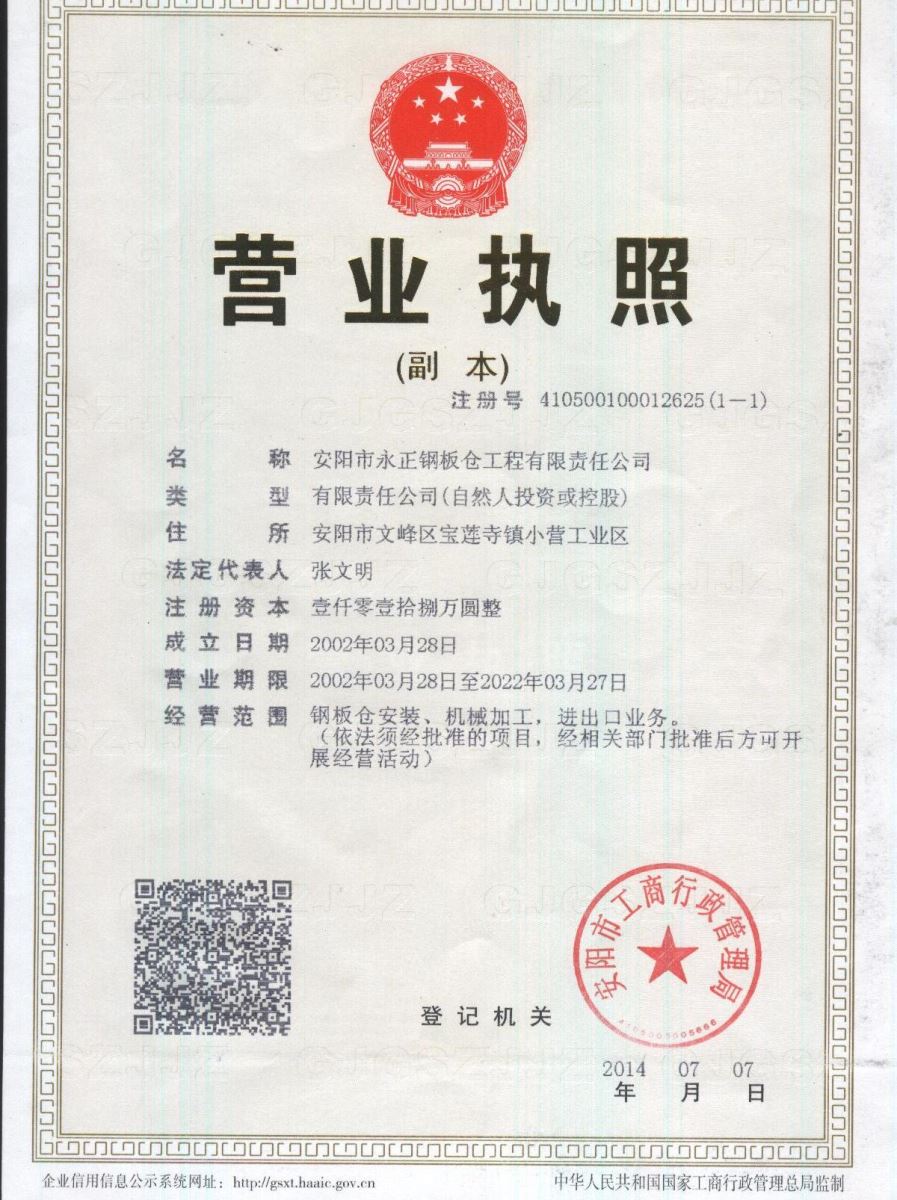 营业执照
(副 本)
注册号 410500100012625(1-1)
名 称 安阳市永正钢板仓工程有限责任公司
类 型 有限责任公司(自然人投资或控股)
住 所 安阳市文峰区宝莲寺镇小营工业区
法定代表人 张文明
注册资本 壹仟零壹拾捌万圆整
成立日期 2002年03月28日
营业期限 2002年03月28日至2022年03月27日
经营范围 钢板仓安装、机械加工，进出口业务。
（依法须经批准的项目，经相关部门批准后方可开
展经营活动）
安阳市工商行政管理局
登记机关
2014 07 07
年 月 日
企业信用信息公示系统网址：http://gsxt.haaic.gov.cn
中华人民共和国国家工商行政管理总局监制